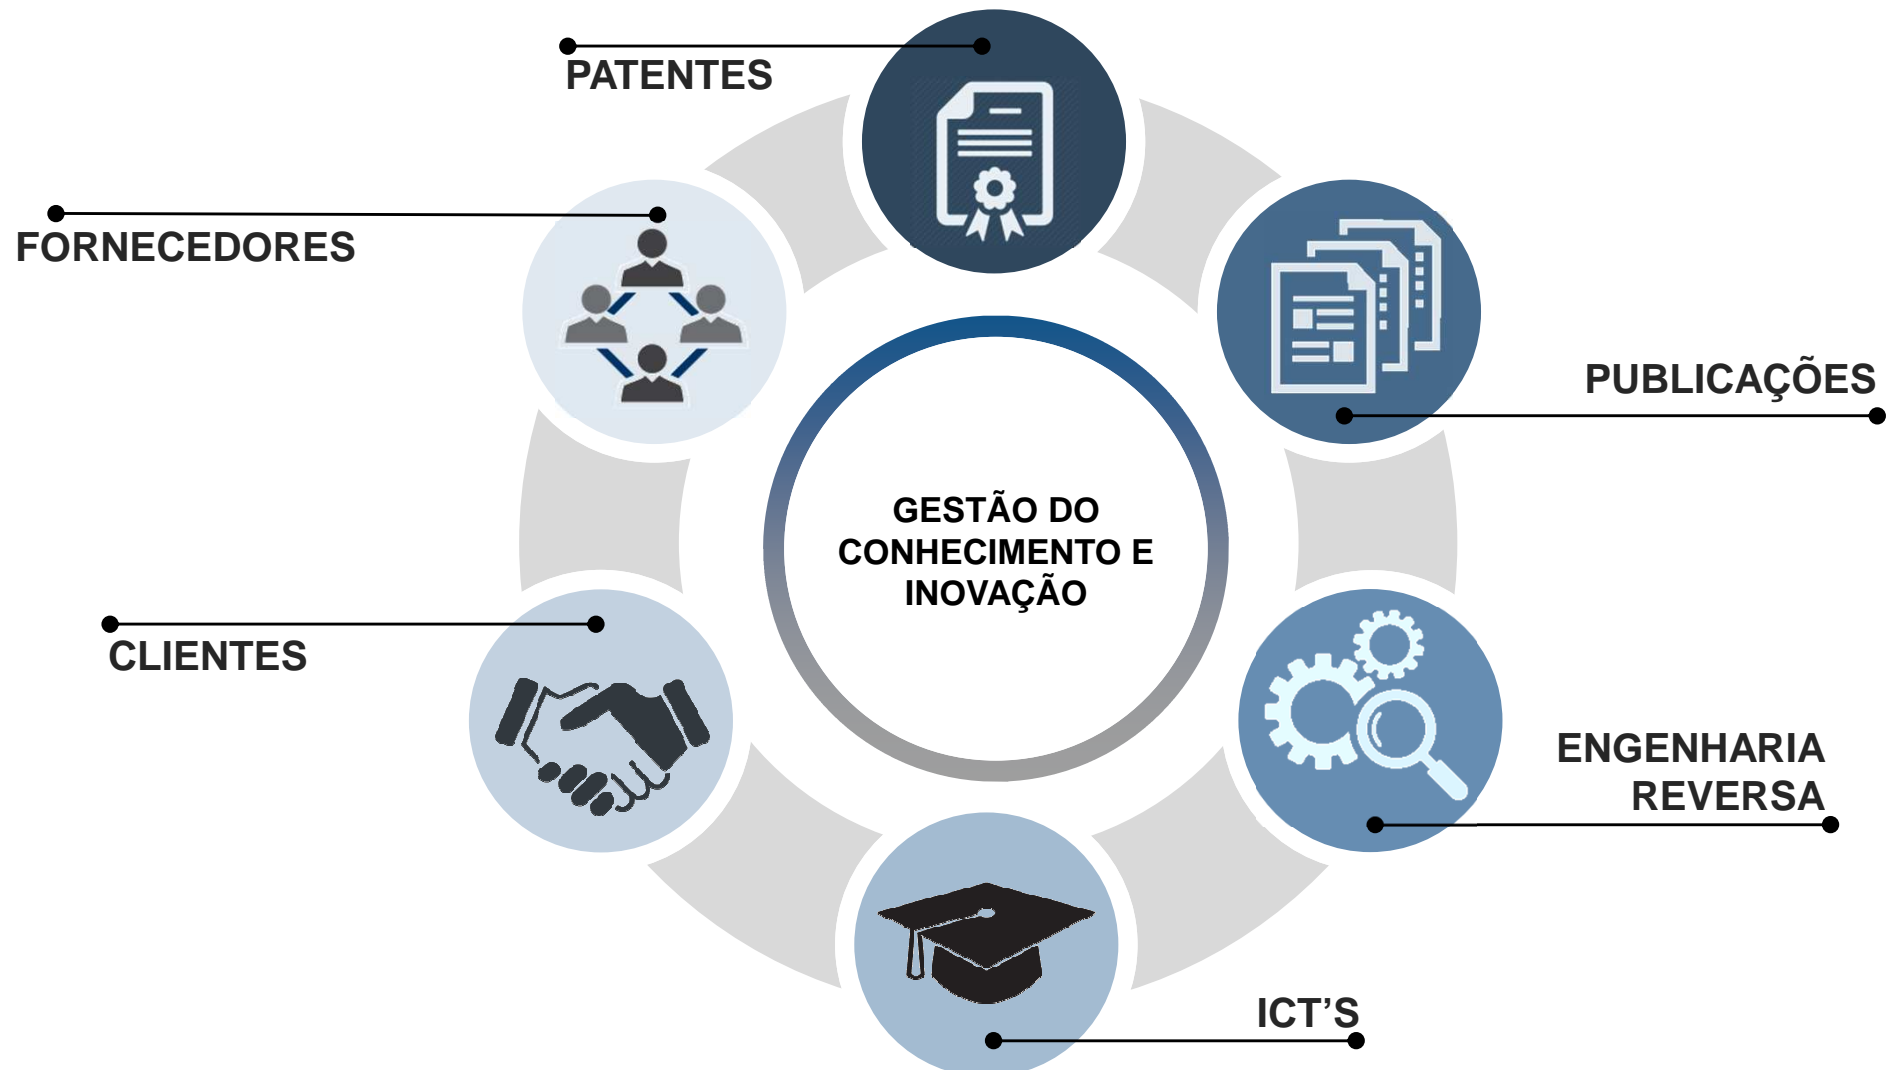 PATENTES
FORNECEDORES
PUBLICAÇÕES
GESTÃO DO
CONHECIMENTO E
INOVAÇÃO
CLIENTES
ENGENHARIA
REVERSA
ICT’S